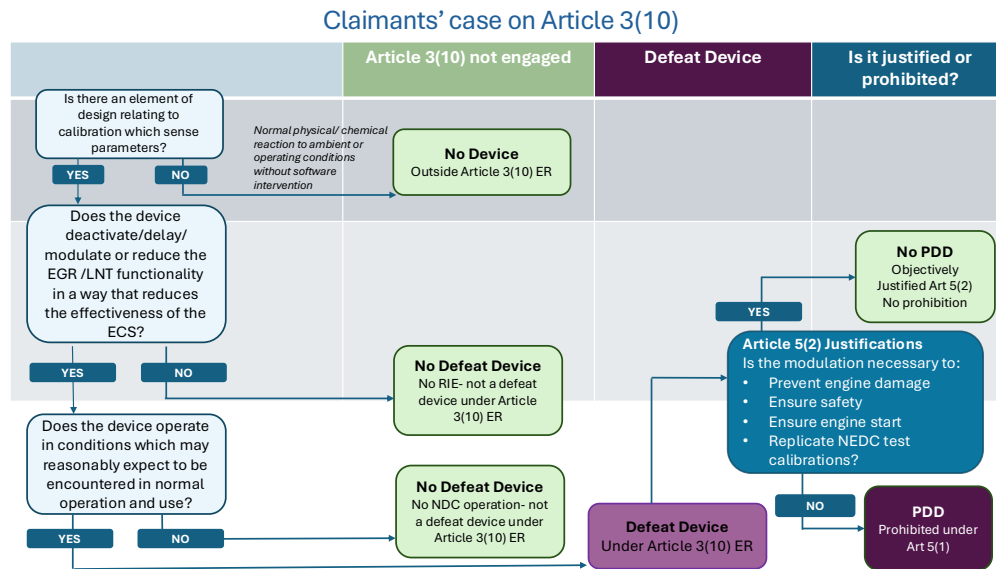 Claimants' case on Article 3(10)
Article 3(10) not engaged
Defeat Device
Is it justified or
prohibited?
Is there an element of
design relating to
calibration which sense
parameters?
YES
NO
Normal physical/ chemical
reaction to ambient or
operating conditions
without software
intervention
No Device
Outside Article 3(10) ER
Does the device
deactivate/delay/
modulate or reduce the
EGR /LNT functionality
in a way that reduces
the effectiveness of the
ECS?
YES
NO
No Defeat Device
No RIE- not a defeat
device under Article
3(10) ER
Does the device operate
in conditions which may
reasonably expect to be
encountered in normal
operation and use?
YES
NO
No Defeat Device
No NDC operation- not
a defeat device under
Article 3(10) ER
Defeat Device
Under Article 3(10) ER
No PDD
Objectively
Justified Art 5(2)
No prohibition
YES
Article 5(2) Justifications
Is the modulation necessary to:
• Prevent engine damage
• Ensure safety
• Ensure engine start
• Replicate NEDC test
calibrations?
NO
PDD
Prohibited under
Art 5(1)